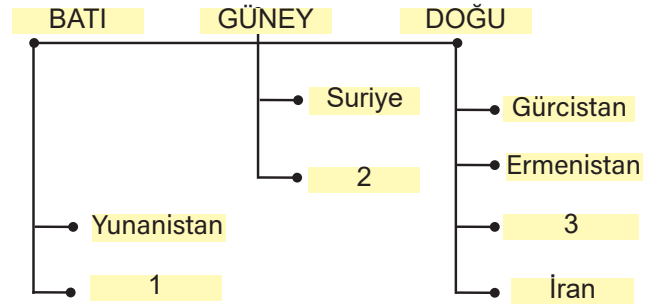 BATI GÜNEY DOĞU
Suriye
Gürcistan
Ermenistan
2
Yunanistan
3
1
İran